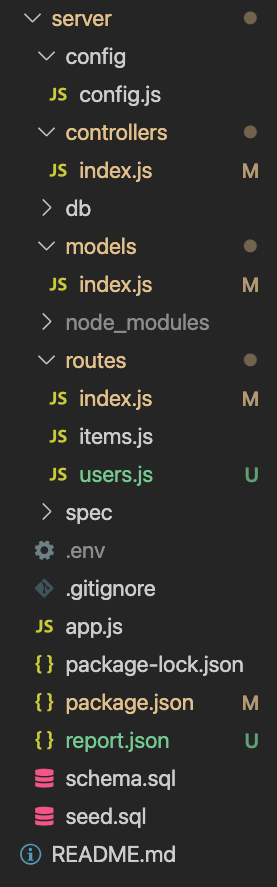 server
config
JS config.js
controllers
JS index.js M
db
models
JS index.js M
node_modules
routes
JS index.js M
JS items.js
JS users.js U
spec
.env
.gitignore
JS app.js
{} package-lock.json
{} package.json M
{} report.json U
schema.sql
seed.sql
README.md